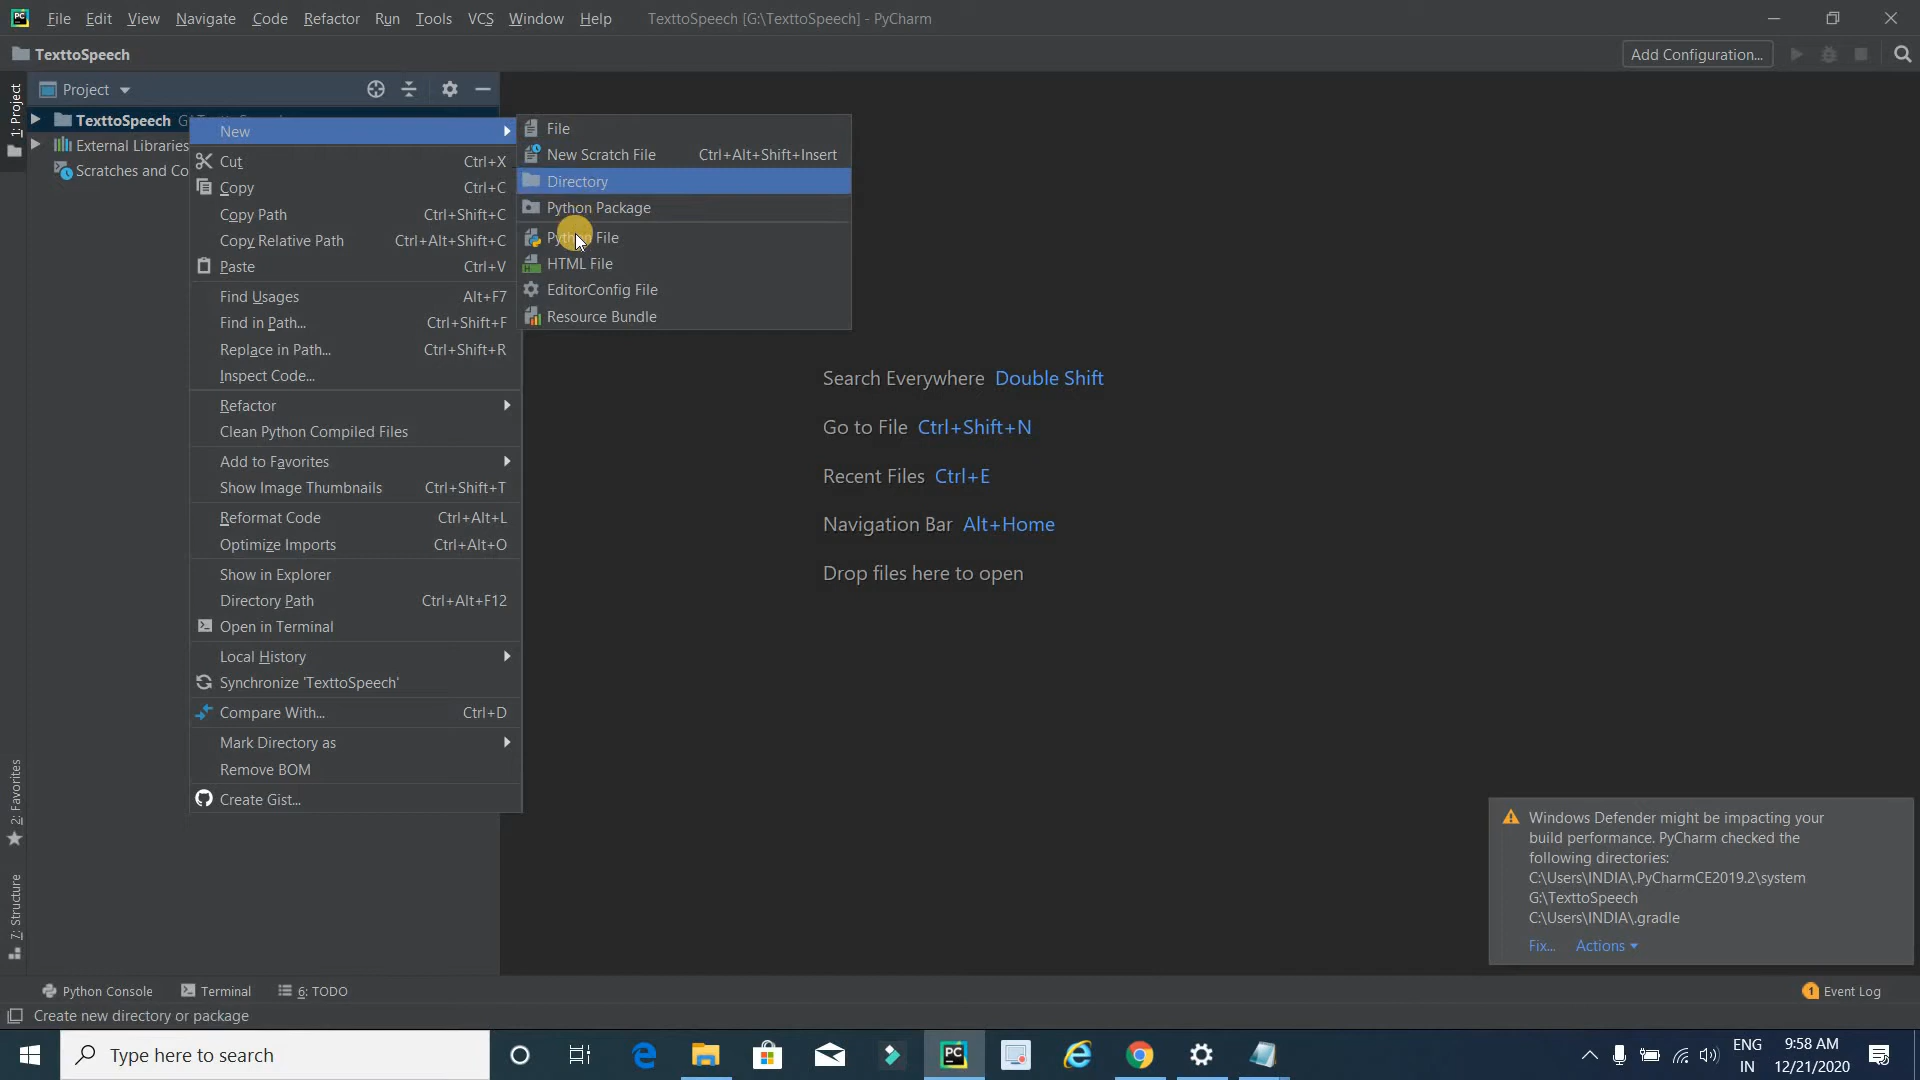 PC File Edit View Navigate Code Refactor Run Tools VCS Window Help TexttoSpeech [G:\TexttoSpeech] - PyCharm
TexttoSpeech Add Configuration...
1: Project
Project
TexttoSpeech G:\
External Libraries
Scratches and Co
New
Cut Ctrl+X
Copy Ctrl+C
Copy Path Ctrl+Shift+C
Copy Relative Path Ctrl+Alt+Shift+C
Paste Ctrl+V
Find Usages Alt+F7
Find in Path... Ctrl+Shift+F
Replace in Path... Ctrl+Shift+R
Inspect Code...
Refactor
Clean Python Compiled Files
Add to Favorites
Show Image Thumbnails Ctrl+Shift+T
Reformat Code Ctrl+Alt+L
Optimize Imports Ctrl+Alt+O
Show in Explorer
Directory Path Ctrl+Alt+F12
Open in Terminal
Local History
Synchronize 'TexttoSpeech'
Compare With... Ctrl+D
Mark Directory as
Remove BOM
Create Gist...
File
New Scratch File Ctrl+Alt+Shift+Insert
Directory
Python Package
Python File
HTML File
EditorConfig File
Resource Bundle
Search Everywhere Double Shift
Go to File Ctrl+Shift+N
Recent Files Ctrl+E
Navigation Bar Alt+Home
Drop files here to open
2: Favorites
7: Structure
Windows Defender might be impacting your
build performance. PyCharm checked the
following directories:
C:\Users\INDIA\.PyCharmCE2019.2\system
G:\TexttoSpeech
C:\Users\INDIA\.gradle
Fix... Actions
Python Console Terminal 6: TODO 1 Event Log
Create new directory or package
Type here to search PC ENG 9:58 AM
IN 12/21/2020